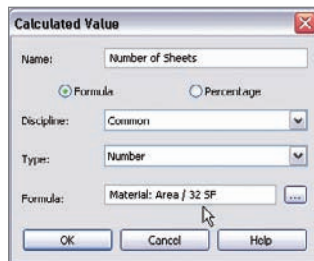 Calculated Value
Name: Number of Sheets
Formula Percentage
Discipline: Common
Type: Number
Formula: Material: Area / 32 SF ...
OK Cancel Help